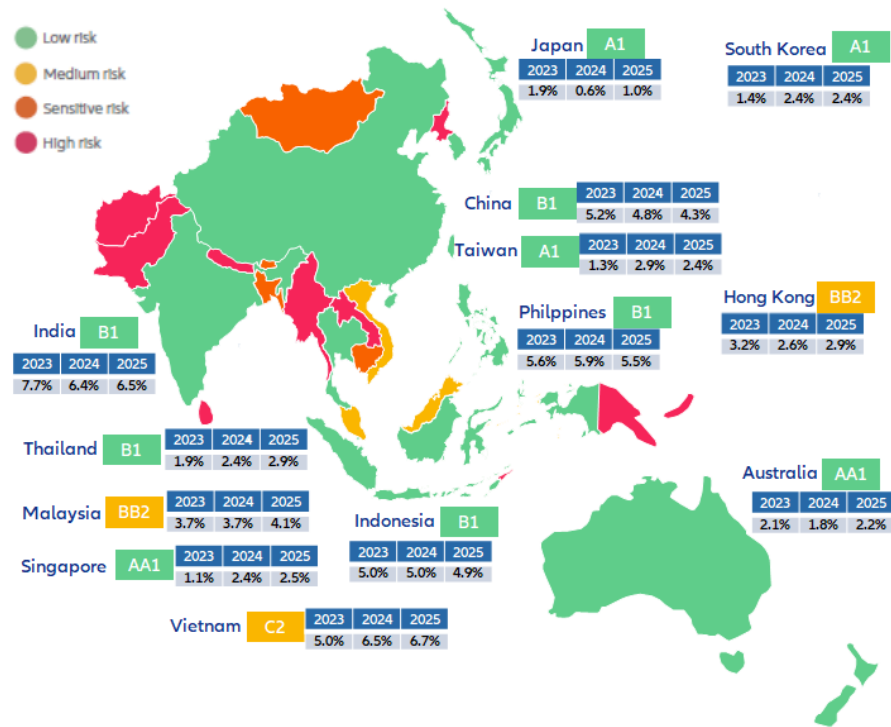 Low risk
Medium risk
Sensitive risk
High risk
Japan A1
2023 2024 2025
1.9% 0.6% 1.0%
South Korea A1
2023 2024 2025
1.4% 2.4% 2.4%
China B1
2023 2024 2025
5.2% 4.8% 4.3%
Taiwan A1
2023 2024 2025
1.3% 2.9% 2.4%
Philppines B1
2023 2024 2025
5.6% 5.9% 5.5%
Hong Kong BB2
2023 2024 2025
3.2% 2.6% 2.9%
India B1
2023 2024 2025
7.7% 6.4% 6.5%
Thailand B1
2023 2024 2025
1.9% 2.4% 2.9%
Malaysia BB2
2023 2024 2025
3.7% 3.7% 4.1%
Singapore AA1
2023 2024 2025
1.1% 2.4% 2.5%
Indonesia B1
2023 2024 2025
5.0% 5.0% 4.9%
Australia AA1
2023 2024 2025
2.1% 1.8% 2.2%
Vietnam C2
2023 2024 2025
5.0% 6.5% 6.7%